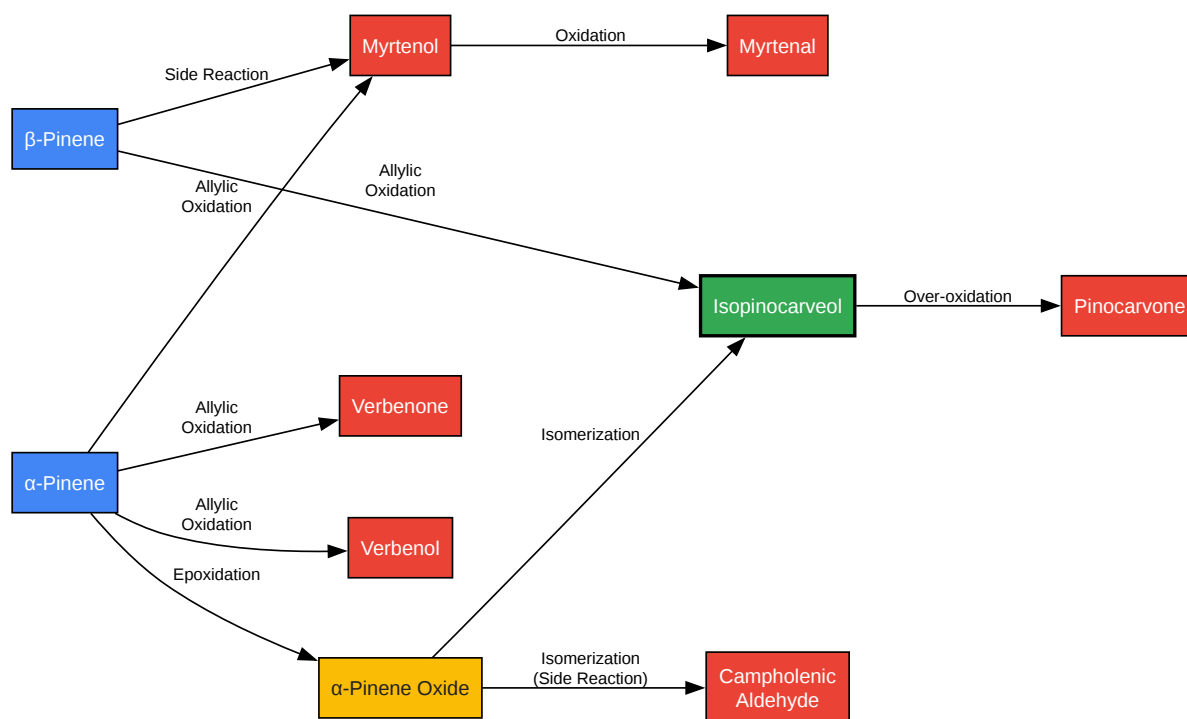 Myrtenol
Oxidation
Myrtenal
Side Reaction
β-Pinene
Allylic
Oxidation
Allylic
Oxidation
Isopinocarveol
Over-oxidation
Pinocarvone
Allylic
Oxidation
Verbenone
Isomerization
α-Pinene
Allylic
Oxidation
Verbenol
Epoxidation
α-Pinene Oxide
Isomerization
(Side Reaction)
Campholenic
Aldehyde